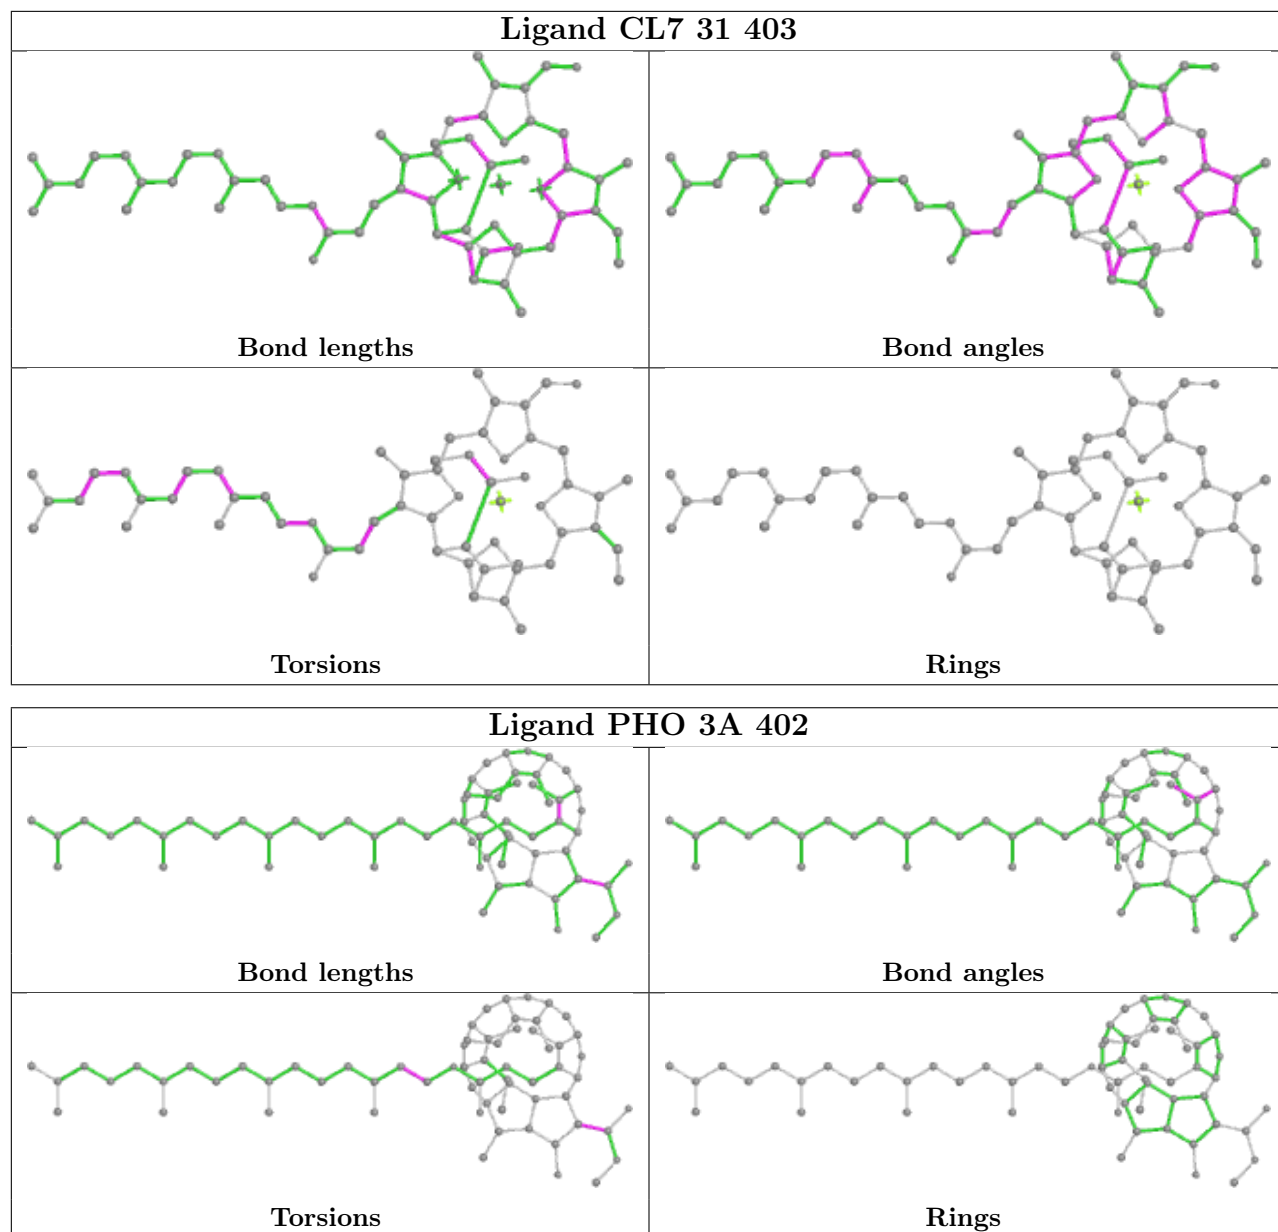 Ligand CL7 31 403
Bond lengths
Bond angles
Torsions
Rings
Ligand PHO 3A 402
Bond lengths
Bond angles
Torsions
Rings